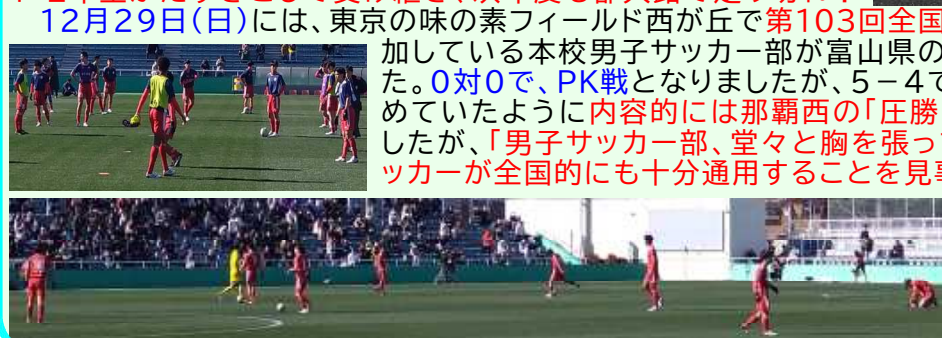 12月29日(日)には、東京の味の素フィールド西が丘で第103回全国
加している本校男子サッカー部が富山県の
た。0対0で、PK戦となりましたが、5－4で
めていたように内容的には那覇西の「圧勝
したが、「男子サッカー部、堂々と胸を張っ
ッカーが全国的にも十分通用することを見事